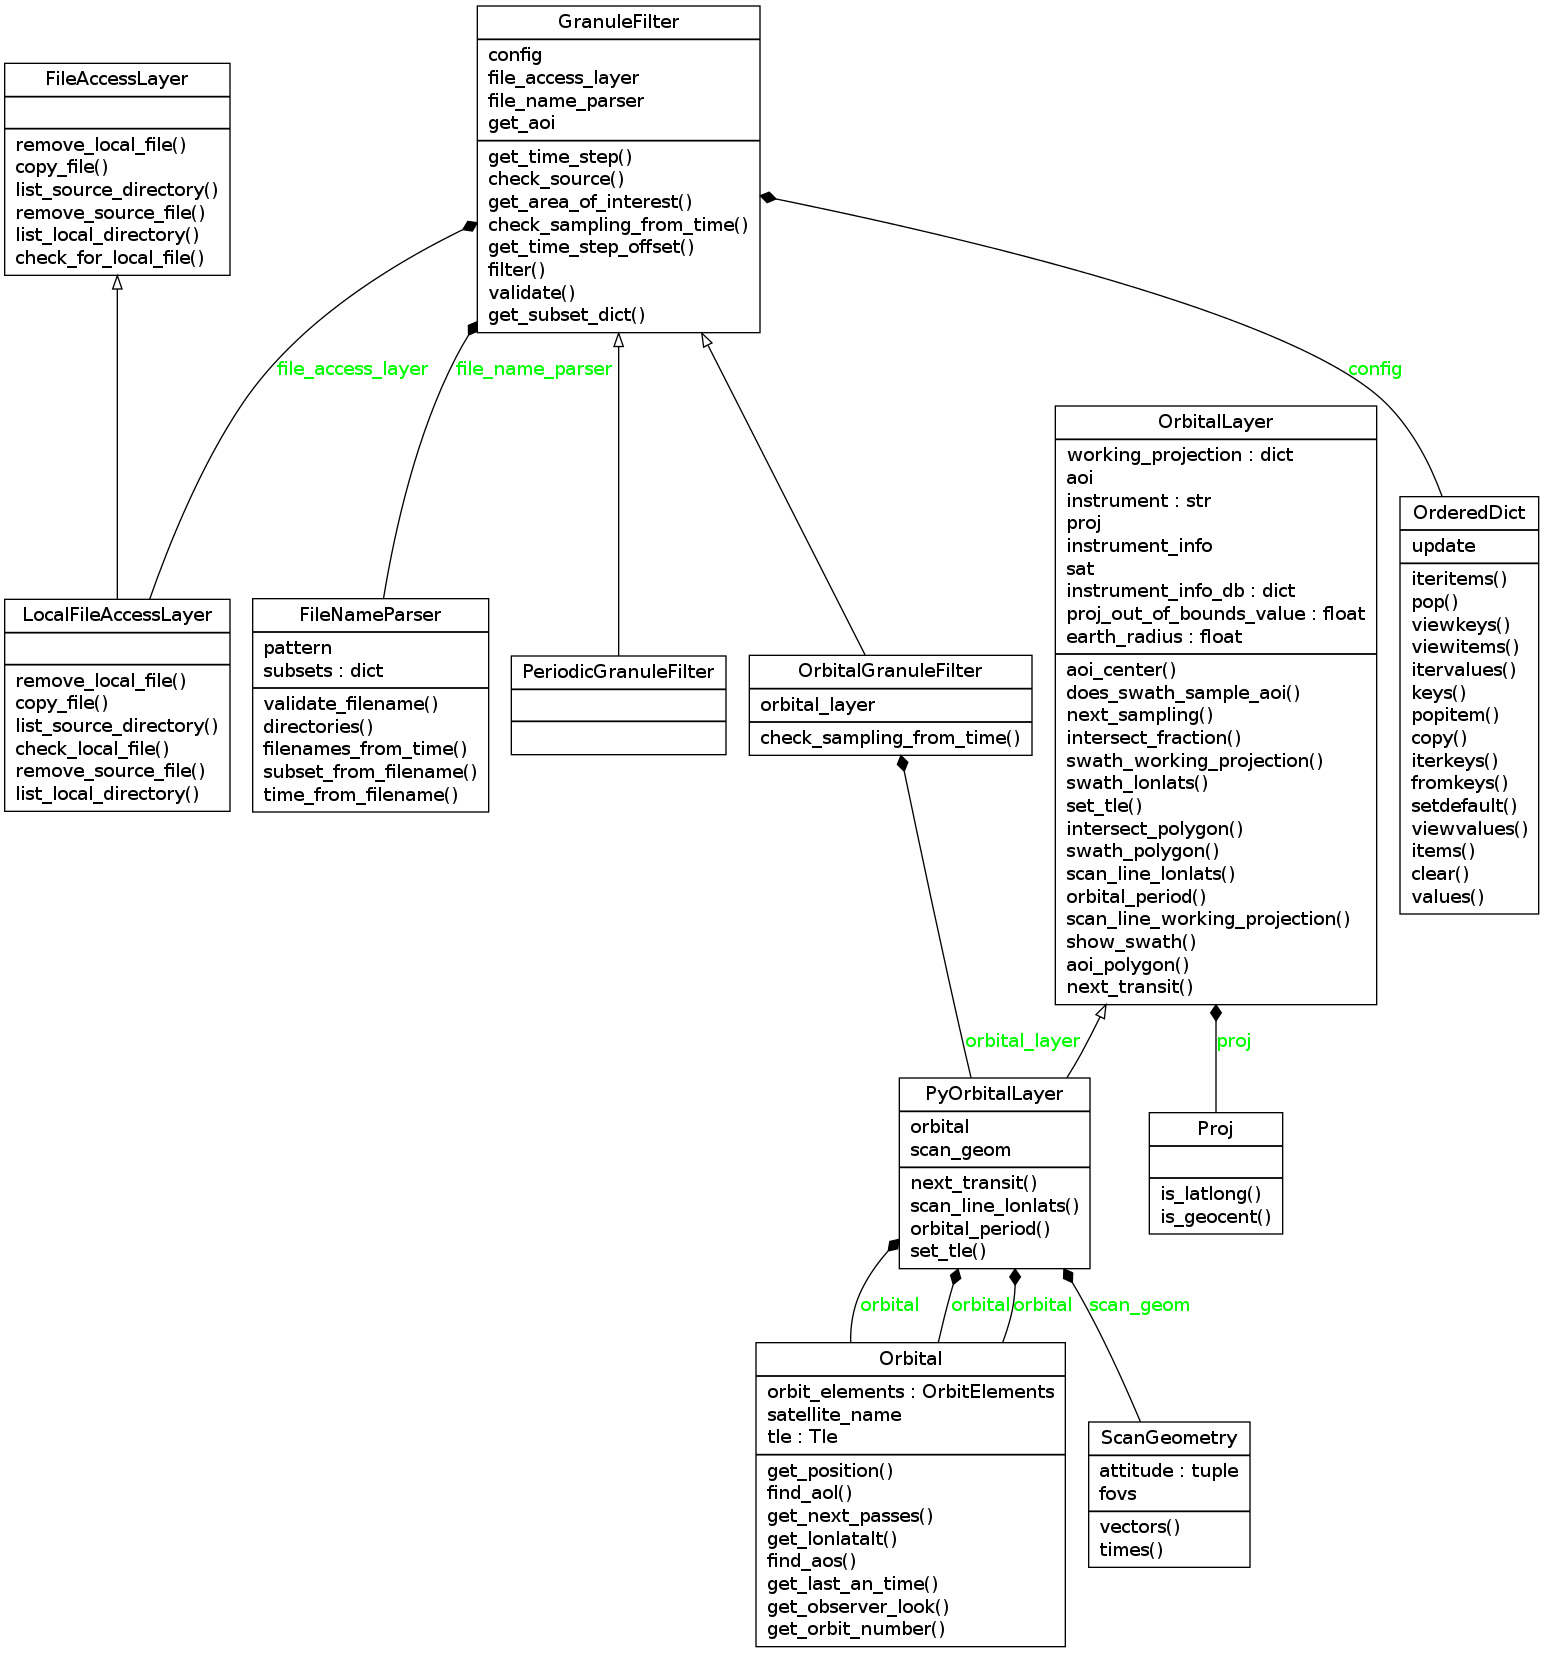 GranuleFilter
config
file_access_layer
file_name_parser
get_aoi
get_time_step()
check_source()
get_area_of_interest()
check_sampling_from_time()
get_time_step_offset()
filter()
validate()
get_subset_dict()
FileAccessLayer
remove_local_file()
copy_file()
list_source_directory()
remove_source_file()
list_local_directory()
check_for_local_file()
file_access_layer
file_name_parser
config
OrbitalLayer
working_projection : dict
aoi
instrument : str
proj
instrument_info
sat
instrument_info_db : dict
proj_out_of_bounds_value : float
earth_radius : float
aoi_center()
does_swath_sample_aoi()
next_sampling()
intersect_fraction()
swath_working_projection()
swath_lonlats()
set_tle()
intersect_polygon()
swath_polygon()
scan_line_lonlats()
orbital_period()
scan_line_working_projection()
show_swath()
aoi_polygon()
next_transit()
OrderedDict
update
iteritems()
pop()
viewkeys()
viewitems()
itervalues()
keys()
popitem()
copy()
iterkeys()
fromkeys()
setdefault()
viewvalues()
items()
clear()
values()
LocalFileAccessLayer
remove_local_file()
copy_file()
list_source_directory()
check_local_file()
remove_source_file()
list_local_directory()
FileNameParser
pattern
subsets : dict
validate_filename()
directories()
filenames_from_time()
subset_from_filename()
time_from_filename()
PeriodicGranuleFilter
OrbitalGranuleFilter
orbital_layer
check_sampling_from_time()
orbital_layer
proj
PyOrbitalLayer
orbital
scan_geom
next_transit()
scan_line_lonlats()
orbital_period()
set_tle()
Proj
is_latlong()
is_geocent()
orbital
orbital
orbital
scan_geom
Orbital
orbit_elements : OrbitElements
satellite_name
tle : Tle
get_position()
find_aol()
get_next_passes()
get_lonlatalt()
find_aos()
get_last_an_time()
get_observer_look()
get_orbit_number()
ScanGeometry
attitude : tuple
fovs
vectors()
times()